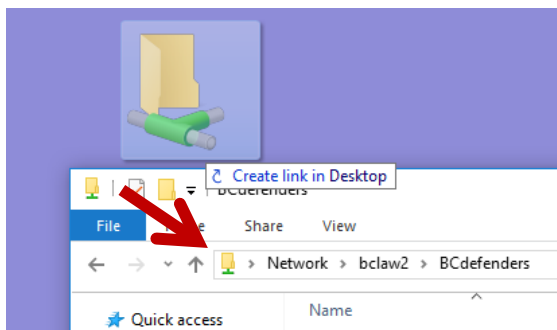 Create link in Desktop
BCdefenders
File Share View
Network > bclaw2 > BCdefenders
Quick access Name